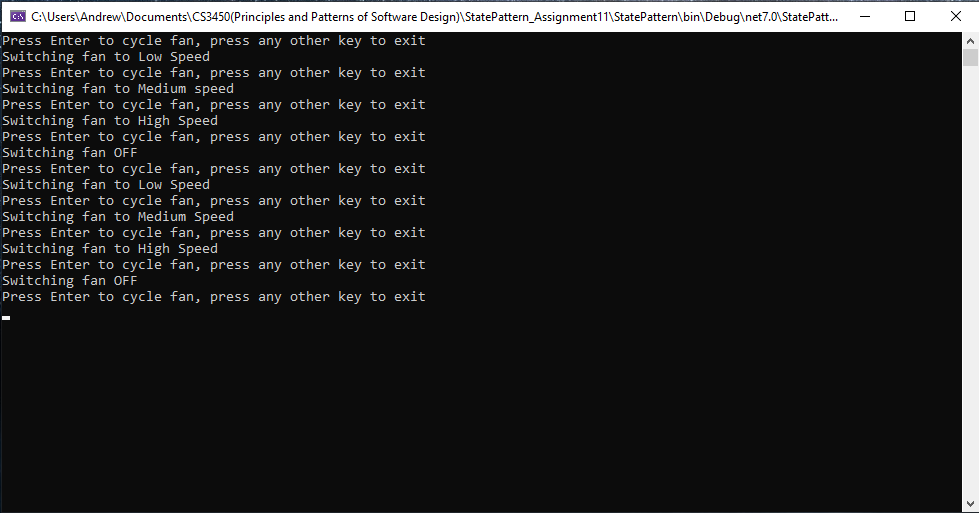 C:\Users\Andrew\Documents\CS3450(Principles and Patterns of Software Design)\StatePattern_Assignment11\StatePattern\bin\Debug\net7.0\StatePatt...
Press Enter to cycle fan, press any other key to exit
Switching fan to Low Speed
Press Enter to cycle fan, press any other key to exit
Switching fan to Medium speed
Press Enter to cycle fan, press any other key to exit
Switching fan to High Speed
Press Enter to cycle fan, press any other key to exit
Switching fan OFF
Press Enter to cycle fan, press any other key to exit
Switching fan to Low Speed
Press Enter to cycle fan, press any other key to exit
Switching fan to Medium Speed
Press Enter to cycle fan, press any other key to exit
Switching fan to High Speed
Press Enter to cycle fan, press any other key to exit
Switching fan OFF
Press Enter to cycle fan, press any other key to exit